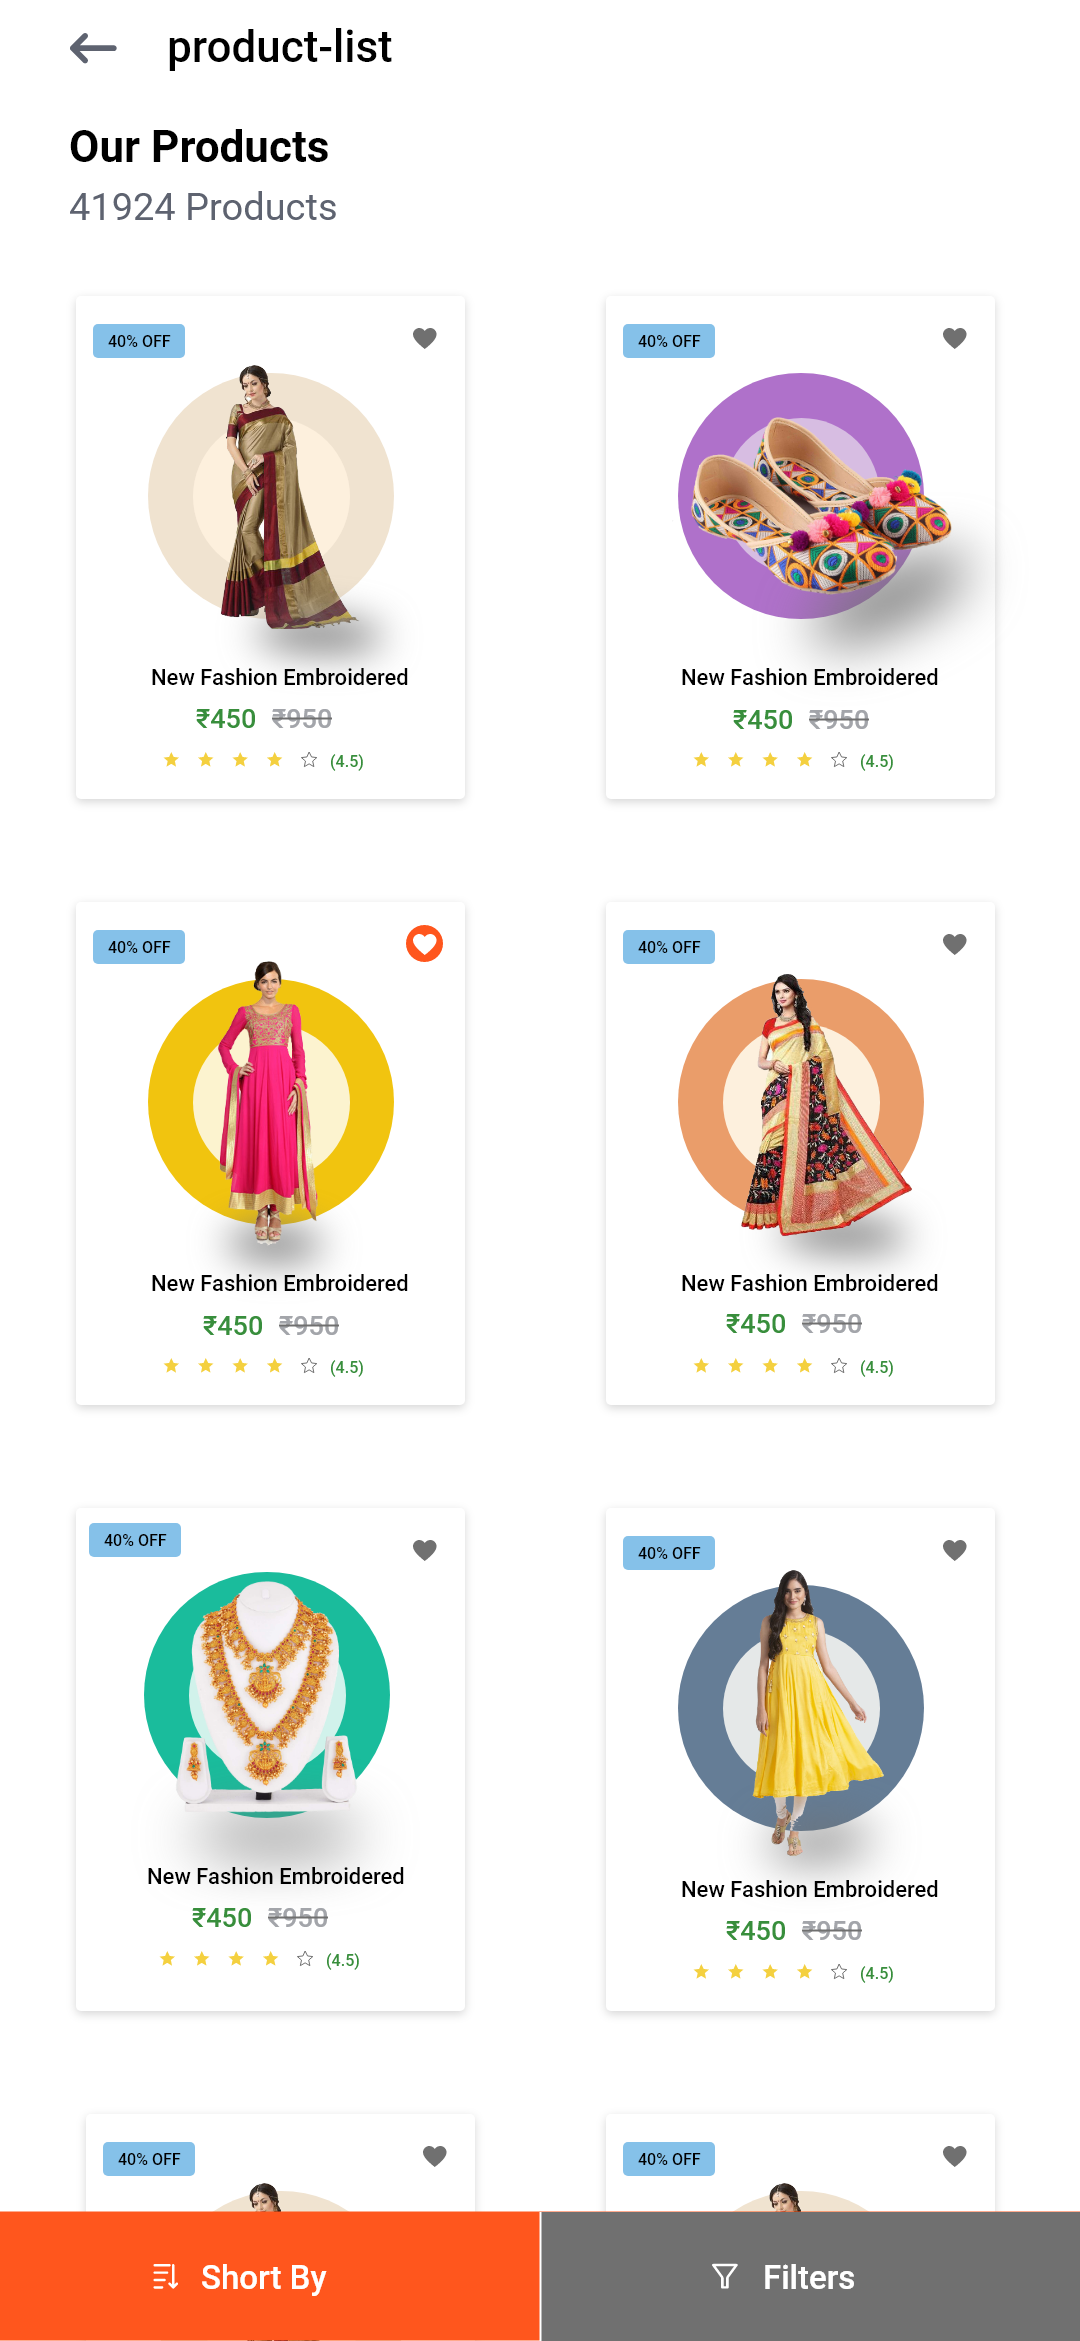 product-list
Our Products
41924 Products
40% OFF
New Fashion Embroidered
₹450 ₹950
(4.5)
40% OFF
New Fashion Embroidered
₹450 ₹950
(4.5)
40% OFF
New Fashion Embroidered
₹450 ₹950
(4.5)
40% OFF
New Fashion Embroidered
₹450 ₹950
(4.5)
40% OFF
New Fashion Embroidered
₹450 ₹950
(4.5)
40% OFF
New Fashion Embroidered
₹450 ₹950
(4.5)
40% OFF
40% OFF
Short By
Filters